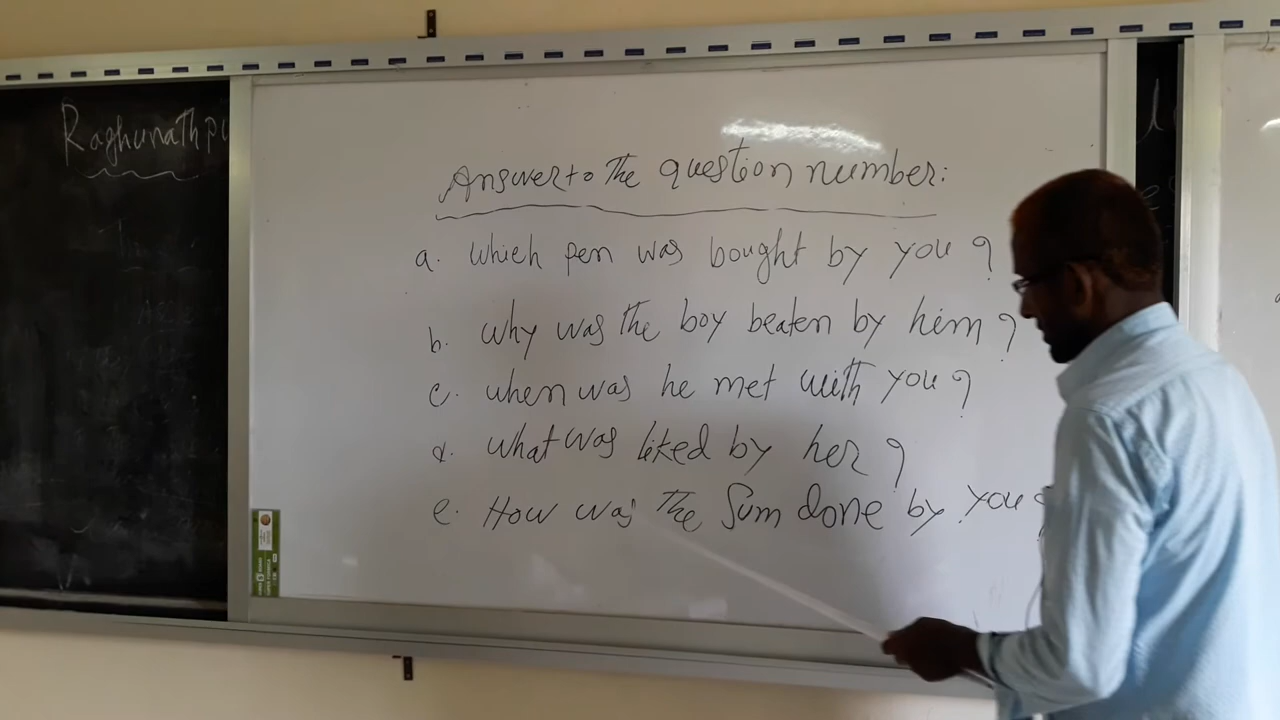 Raghunathpu
Answer to The question number:
a. which pen was bought by you?
b. why was the boy beaten by him?
c. when was he met with you?
d. what was liked by her?
e. How was The Sum done by you?